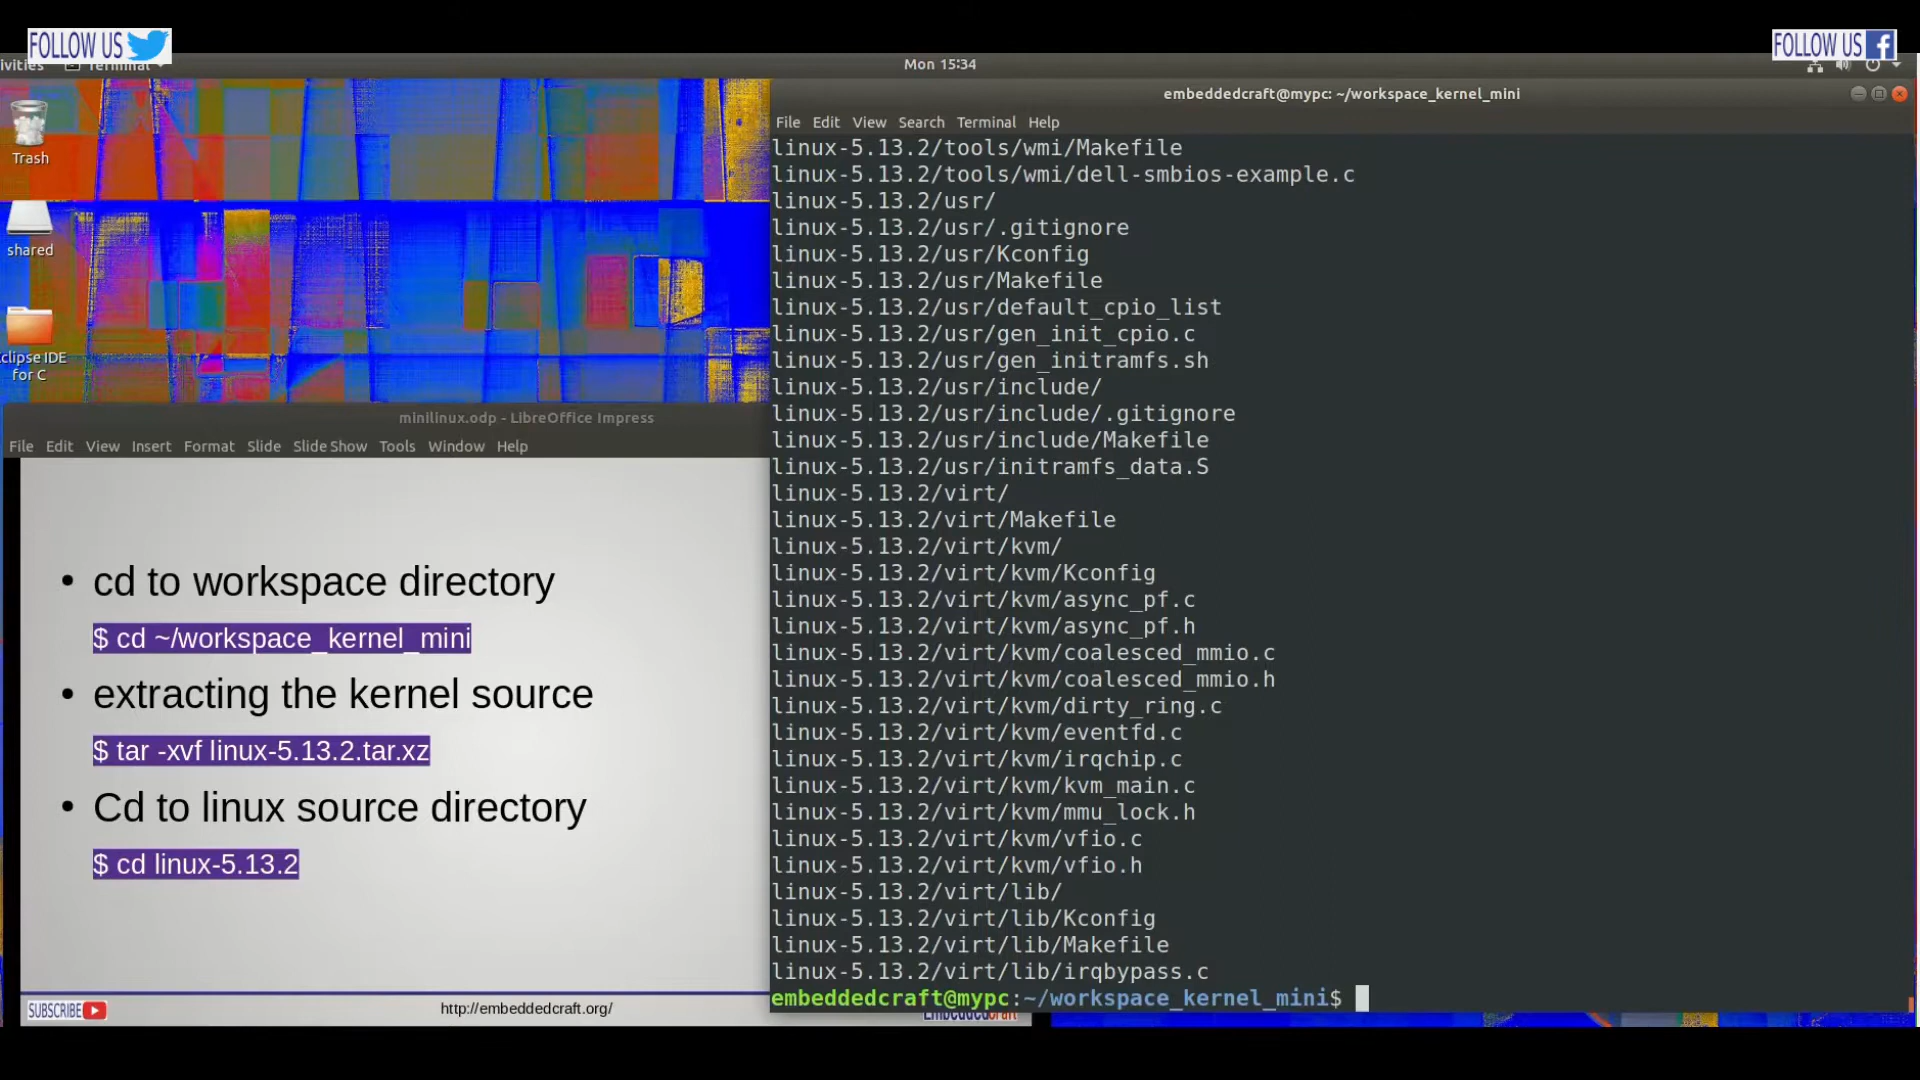 FOLLOW US
FOLLOW US
ivities
Terminal
Mon 15:34
Trash
shared
clipse IDE
for C
embeddedcraft@mypc: ~/workspace_kernel_mini
File Edit View Search Terminal Help
linux-5.13.2/tools/wmi/Makefile
linux-5.13.2/tools/wmi/dell-smbios-example.c
linux-5.13.2/usr/
linux-5.13.2/usr/.gitignore
linux-5.13.2/usr/Kconfig
linux-5.13.2/usr/Makefile
linux-5.13.2/usr/default_cpio_list
linux-5.13.2/usr/gen_init_cpio.c
linux-5.13.2/usr/gen_initramfs.sh
linux-5.13.2/usr/include/
linux-5.13.2/usr/include/.gitignore
linux-5.13.2/usr/include/Makefile
linux-5.13.2/usr/initramfs_data.S
linux-5.13.2/virt/
linux-5.13.2/virt/Makefile
linux-5.13.2/virt/kvm/
linux-5.13.2/virt/kvm/Kconfig
linux-5.13.2/virt/kvm/async_pf.c
linux-5.13.2/virt/kvm/async_pf.h
linux-5.13.2/virt/kvm/coalesced_mmio.c
linux-5.13.2/virt/kvm/coalesced_mmio.h
linux-5.13.2/virt/kvm/dirty_ring.c
linux-5.13.2/virt/kvm/eventfd.c
linux-5.13.2/virt/kvm/irqchip.c
linux-5.13.2/virt/kvm/kvm_main.c
linux-5.13.2/virt/kvm/mmu_lock.h
linux-5.13.2/virt/kvm/vfio.c
linux-5.13.2/virt/kvm/vfio.h
linux-5.13.2/virt/lib/
linux-5.13.2/virt/lib/Kconfig
linux-5.13.2/virt/lib/Makefile
linux-5.13.2/virt/lib/irqbypass.c
embeddedcraft@mypc:~/workspace_kernel_mini$
minilinux.odp - LibreOffice Impress
File Edit View Insert Format Slide Slide Show Tools Window Help
• cd to workspace directory
$ cd ~/workspace_kernel_mini
• extracting the kernel source
$ tar -xvf linux-5.13.2.tar.xz
• Cd to linux source directory
$ cd linux-5.13.2
SUBSCRIBE
http://embeddedcraft.org/
EmbeddedCraft